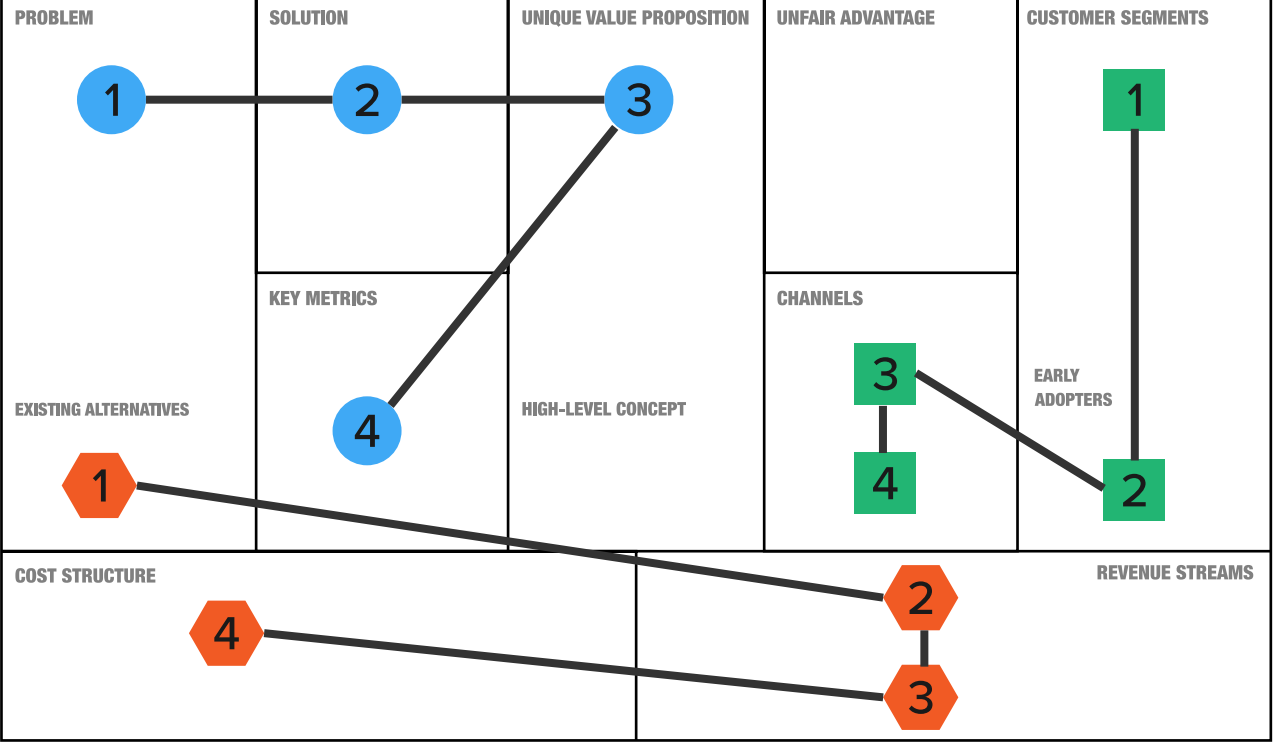 PROBLEM
SOLUTION
UNIQUE VALUE PROPOSITION
UNFAIR ADVANTAGE
CUSTOMER SEGMENTS
1
2
3
1
KEY METRICS
CHANNELS
3
EARLY
ADOPTERS
EXISTING ALTERNATIVES
HIGH-LEVEL CONCEPT
4
1
4
2
COST STRUCTURE
REVENUE STREAMS
2
4
3